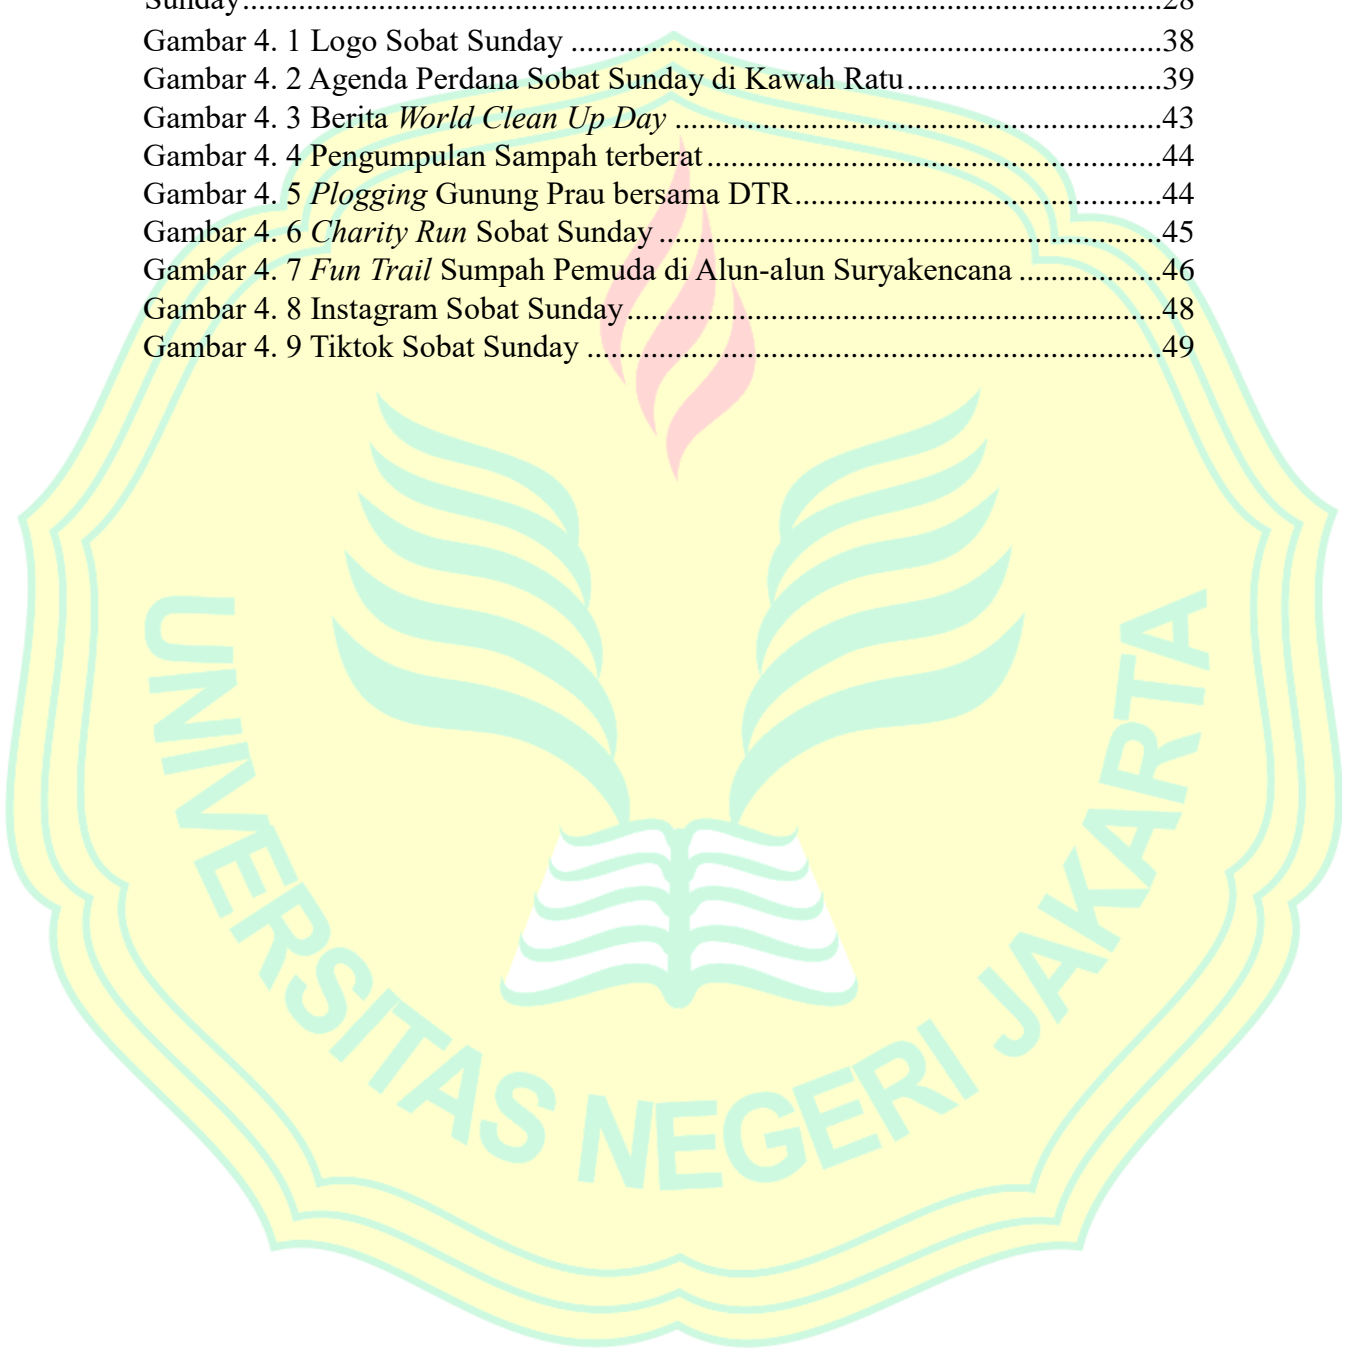 Sunday..........................................................................................................................28
Gambar 4. 1 Logo Sobat Sunday ............................................................................38
Gambar 4. 2 Agenda Perdana Sobat Sunday di Kawah Ratu..................................39
Gambar 4. 3 Berita World Clean Up Day ...............................................................43
Gambar 4. 4 Pengumpulan Sampah terberat...........................................................44
Gambar 4. 5 Plogging Gunung Prau bersama DTR................................................44
Gambar 4. 6 Charity Run Sobat Sunday .................................................................45
Gambar 4. 7 Fun Trail Sumpah Pemuda di Alun-alun Suryakencana ...................46
Gambar 4. 8 Instagram Sobat Sunday.....................................................................48
Gambar 4. 9 Tiktok Sobat Sunday ..........................................................................49
UNIVERSITAS NEGERI JAKARTA